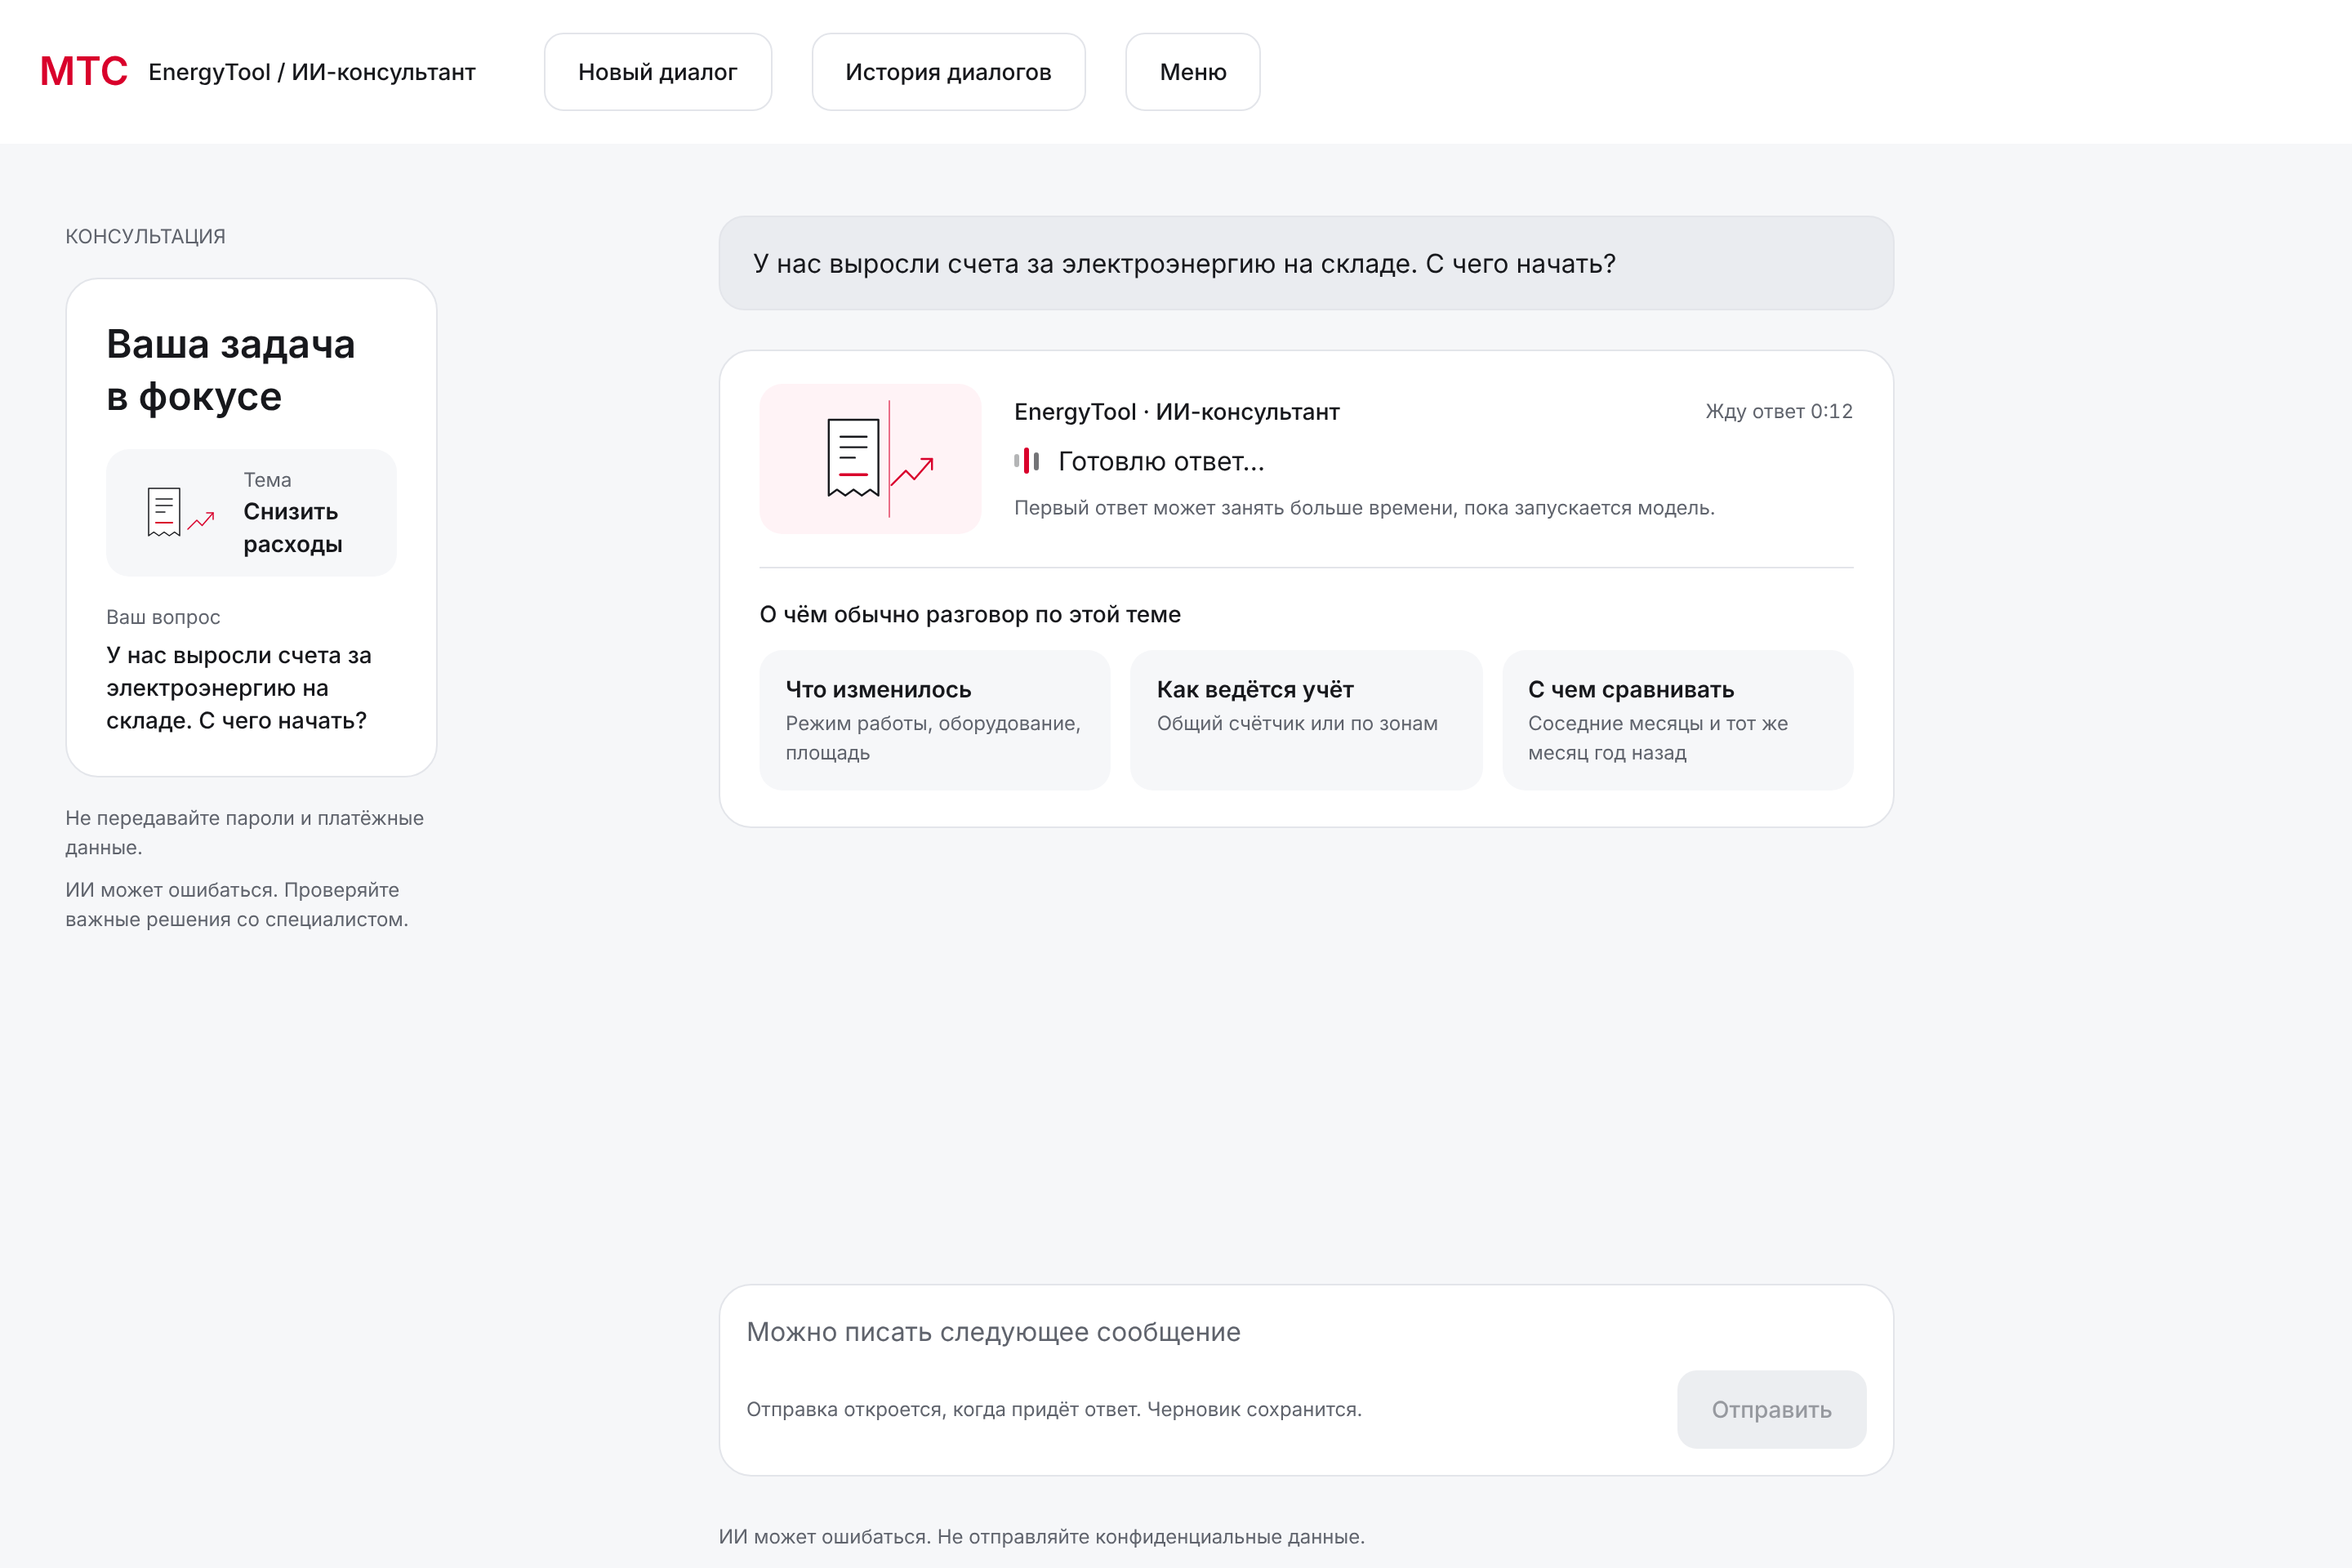 МТС EnergyTool / ИИ-консультант
Новый диалог
История диалогов
Меню
КОНСУЛЬТАЦИЯ
Ваша задача
в фокусе
Тема
Снизить
расходы
Ваш вопрос
У нас выросли счета за
электроэнергию на
складе. С чего начать?
Не передавайте пароли и платёжные
данные.
ИИ может ошибаться. Проверяйте
важные решения со специалистом.
У нас выросли счета за электроэнергию на складе. С чего начать?
EnergyTool · ИИ-консультант
Жду ответ 0:12
Готовлю ответ...
Первый ответ может занять больше времени, пока запускается модель.
О чём обычно разговор по этой теме
Что изменилось
Режим работы, оборудование,
площадь
Как ведётся учёт
Общий счётчик или по зонам
С чем сравнивать
Соседние месяцы и тот же
месяц год назад
Можно писать следующее сообщение
Отправка откроется, когда придёт ответ. Черновик сохранится.
Отправить
ИИ может ошибаться. Не отправляйте конфиденциальные данные.